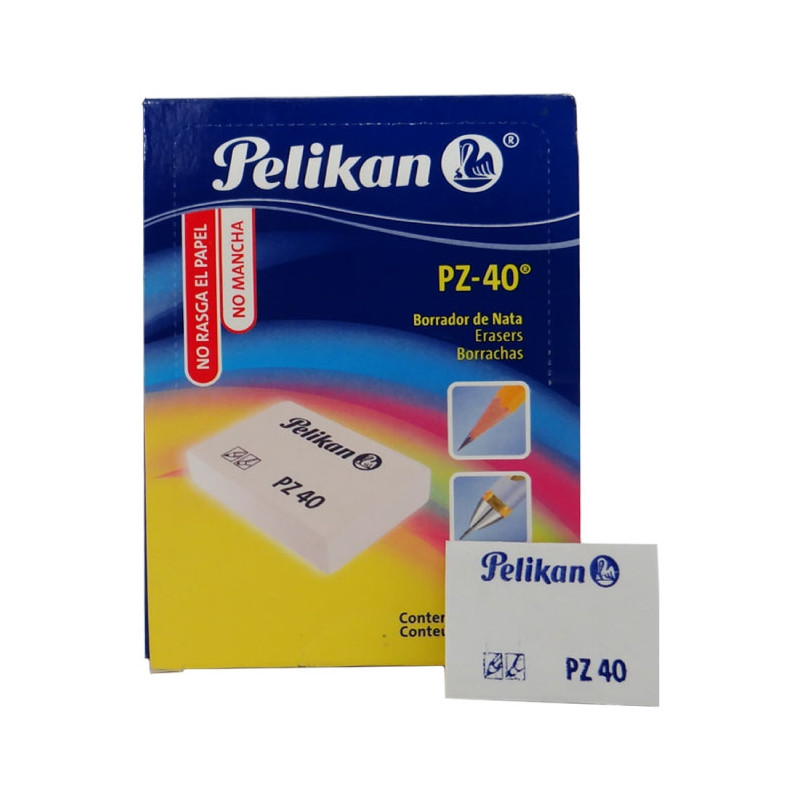 Pelikan®
NO RASGA EL PAPEL
NO MANCHA
PZ-40®
Borrador de Nata
Erasers
Borrachas
Pelikan
PZ 40
Pelikan
PZ 40